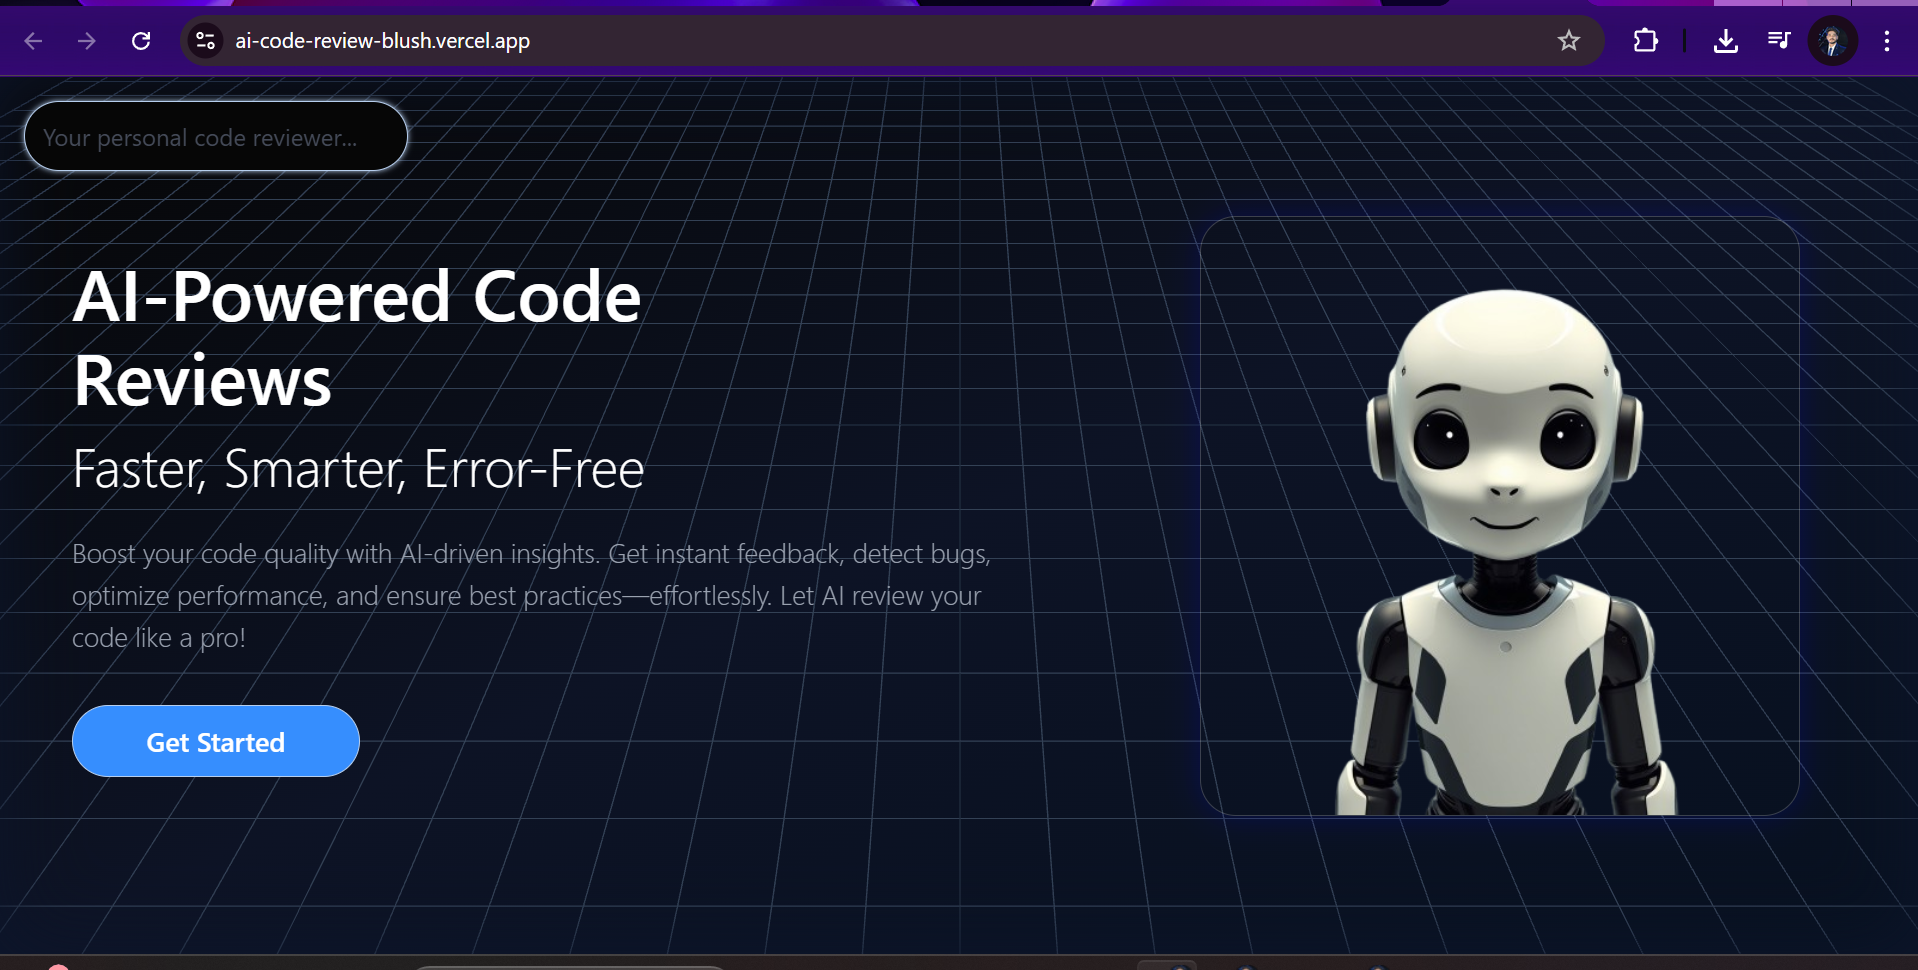 ai-code-review-blush.vercel.app
Your personal code reviewer...
AI-Powered Code
Reviews
Faster, Smarter, Error-Free
Boost your code quality with AI-driven insights. Get instant feedback, detect bugs,
optimize performance, and ensure best practices—effortlessly. Let AI review your
code like a pro!
Get Started